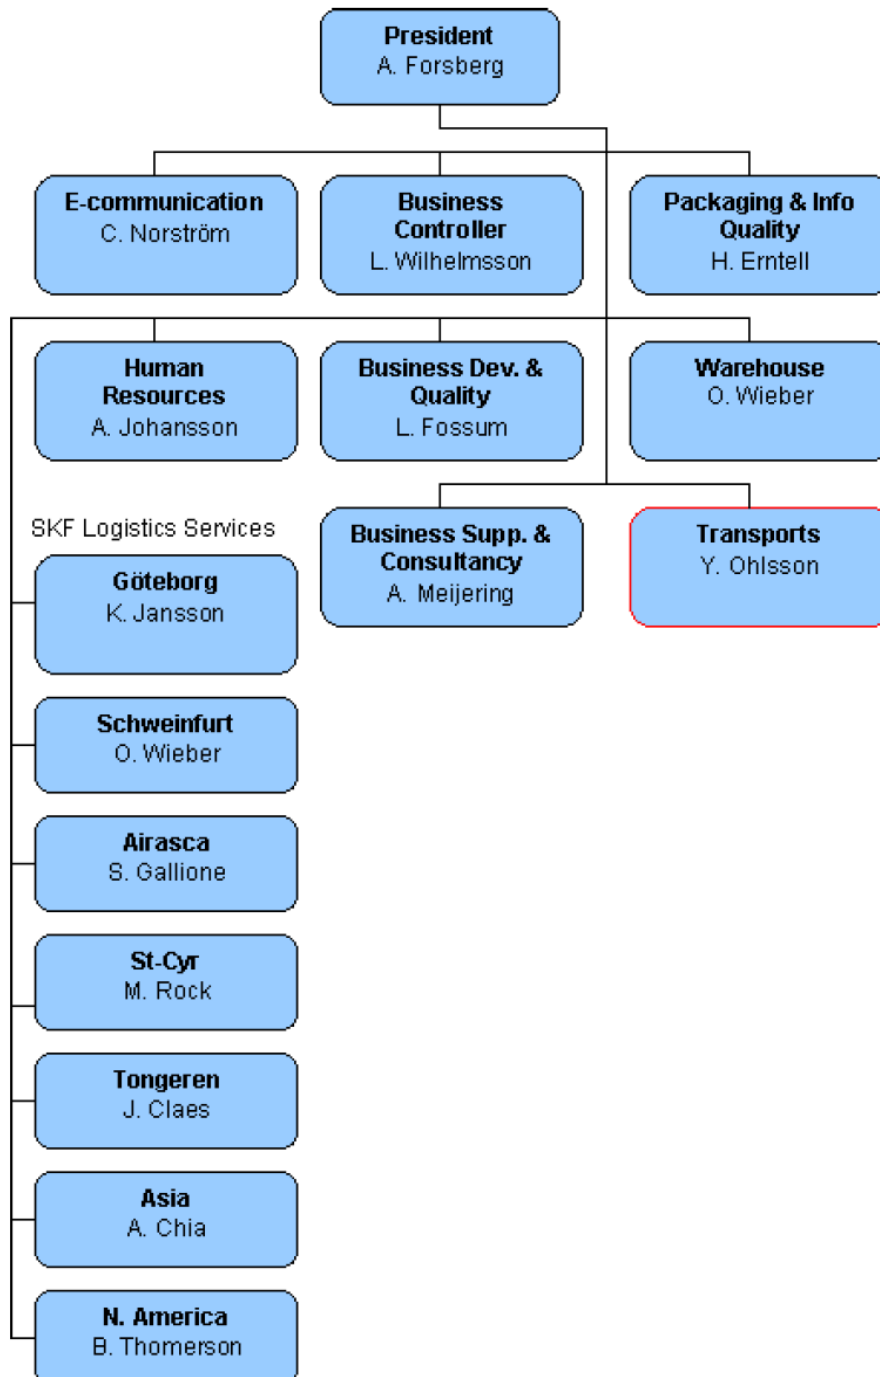 President
A. Forsberg
E-communication
C. Norström
Business
Controller
L. Wilhelmsson
Packaging & Info
Quality
H. Erntell
Human
Resources
A. Johansson
Business Dev. &
Quality
L. Fossum
Warehouse
O. Wieber
SKF Logistics Services
Business Supp. &
Consultancy
A. Meijering
Transports
Y. Ohlsson
Göteborg
K. Jansson
Schweinfurt
O. Wieber
Airasca
S. Gallione
St-Cyr
M. Rock
Tongeren
J. Claes
Asia
A. Chia
N. America
B. Thomerson